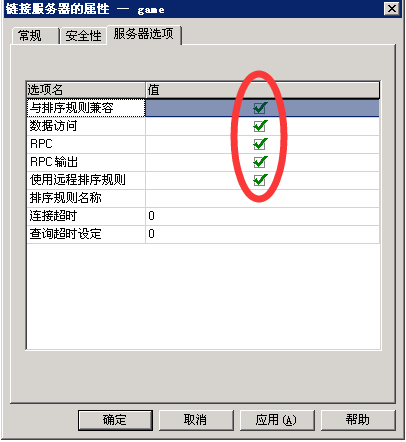 链接服务器的属性 — game
常规 安全性 服务器选项
选项名 值
与排序规则兼容
数据访问
RPC
RPC 输出
使用远程排序规则
排序规则名称
连接超时 0
查询超时设定 0
确定 取消 应用(A) 帮助